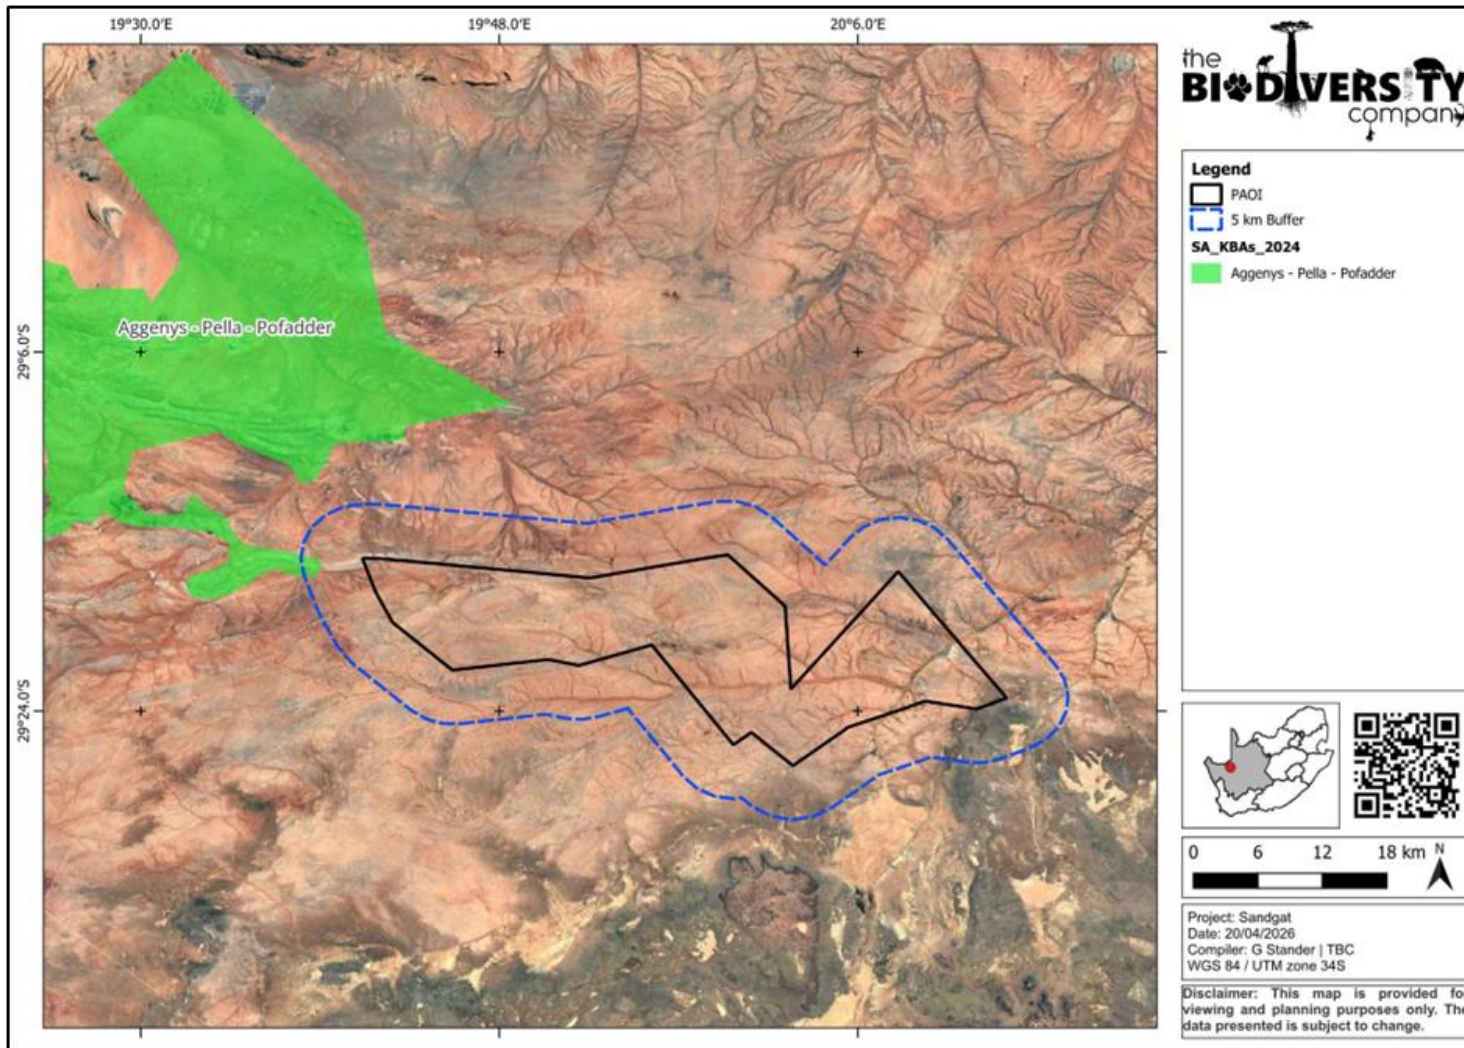 19°30.0'E
19°48.0'E
20°6.0'E
the
BIODIVERSITY
company
Legend
PAOI
5 km Buffer
SA_KBAs_2024
Aggenys - Pella - Pofadder
Aggenys - Pella - Pofadder
29°6.0'S
29°24.0'S
0 6 12 18 km N
Project: Sandgat
Date: 20/04/2026
Compiler: G Stander | TBC
WGS 84 / UTM zone 34S
Disclaimer: This map is provided fo
viewing and planning purposes only. The
data presented is subject to change.